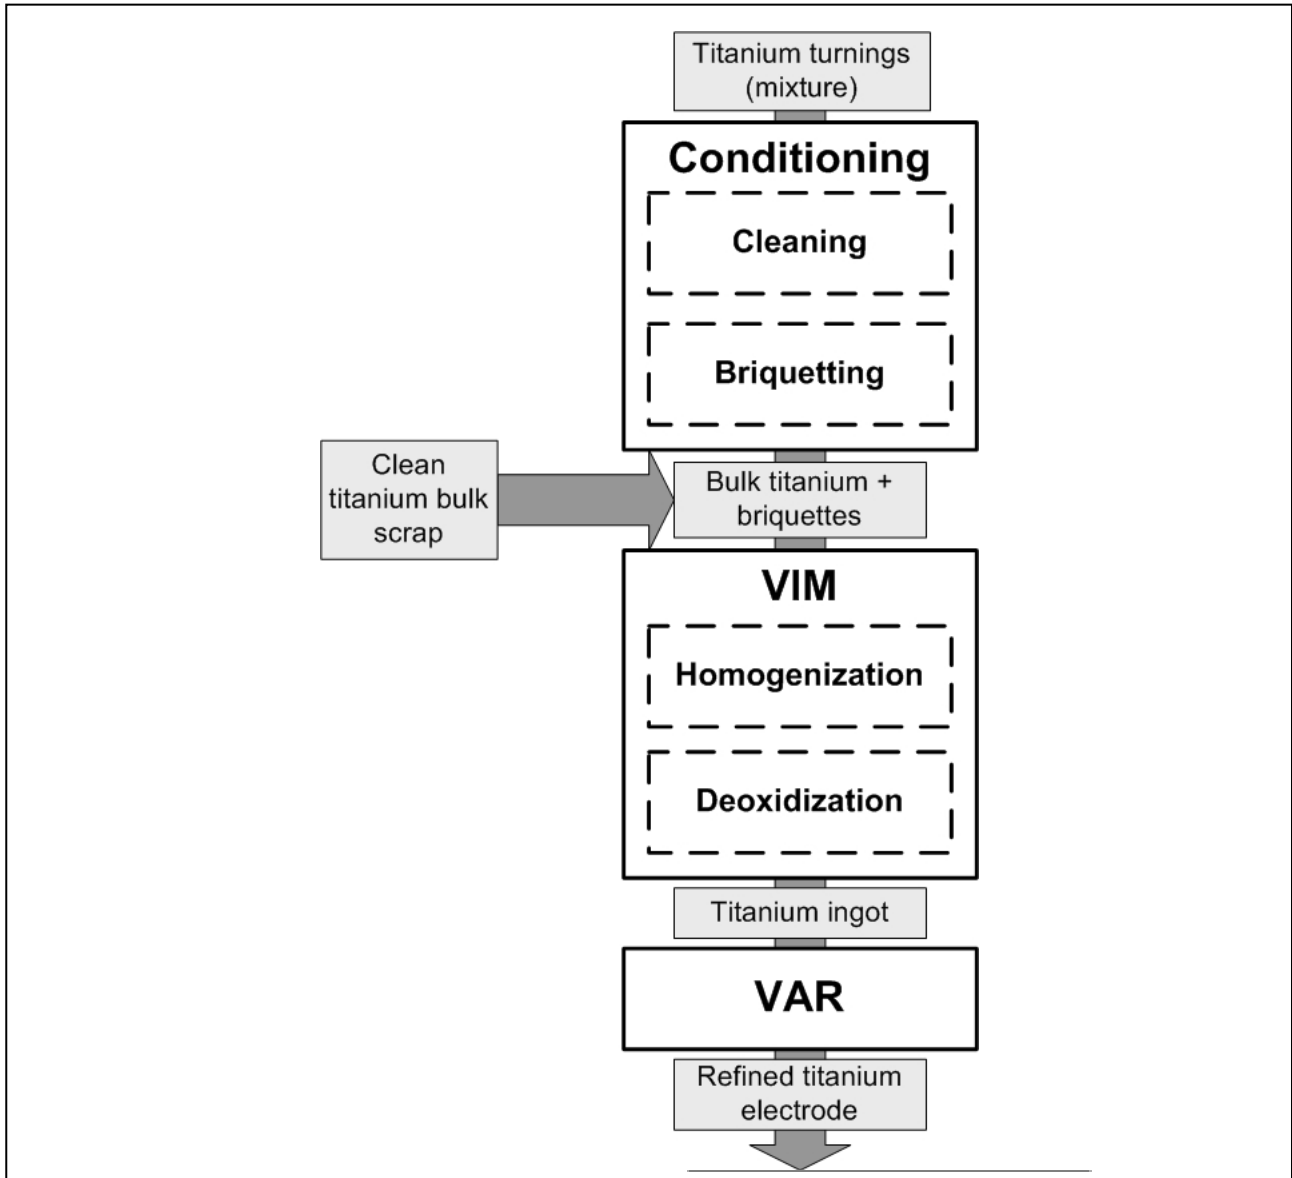 Titanium turnings
(mixture)
Conditioning
Cleaning
Briquetting
Clean
titanium bulk
scrap
Bulk titanium +
briquettes
VIM
Homogenization
Deoxidization
Titanium ingot
VAR
Refined titanium
electrode